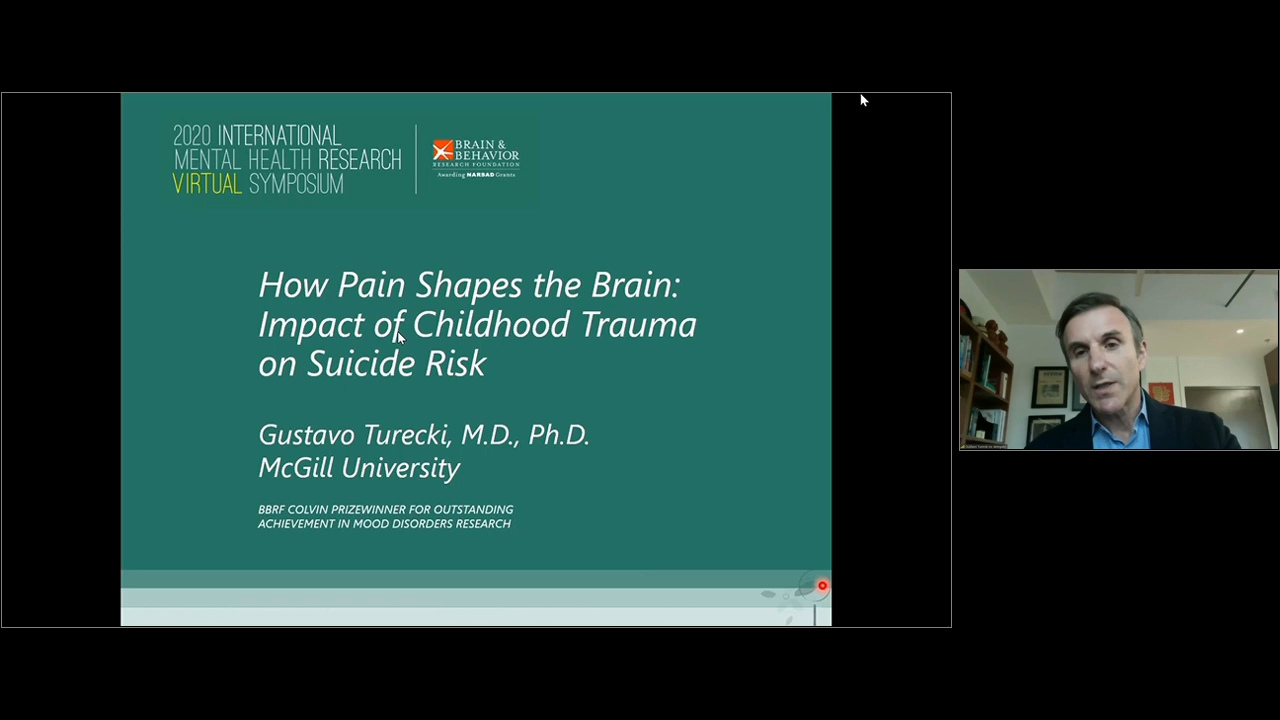 2020 INTERNATIONAL
MENTAL HEALTH RESEARCH
VIRTUAL SYMPOSIUM
BRAIN &
BEHAVIOR
RESEARCH FOUNDATION
Awarding NARSAD Grants
How Pain Shapes the Brain:
Impact of Childhood Trauma
on Suicide Risk
Gustavo Turecki, M.D., Ph.D.
McGill University
BBRF COLVIN PRIZEWINNER FOR OUTSTANDING
ACHIEVEMENT IN MOOD DISORDERS RESEARCH